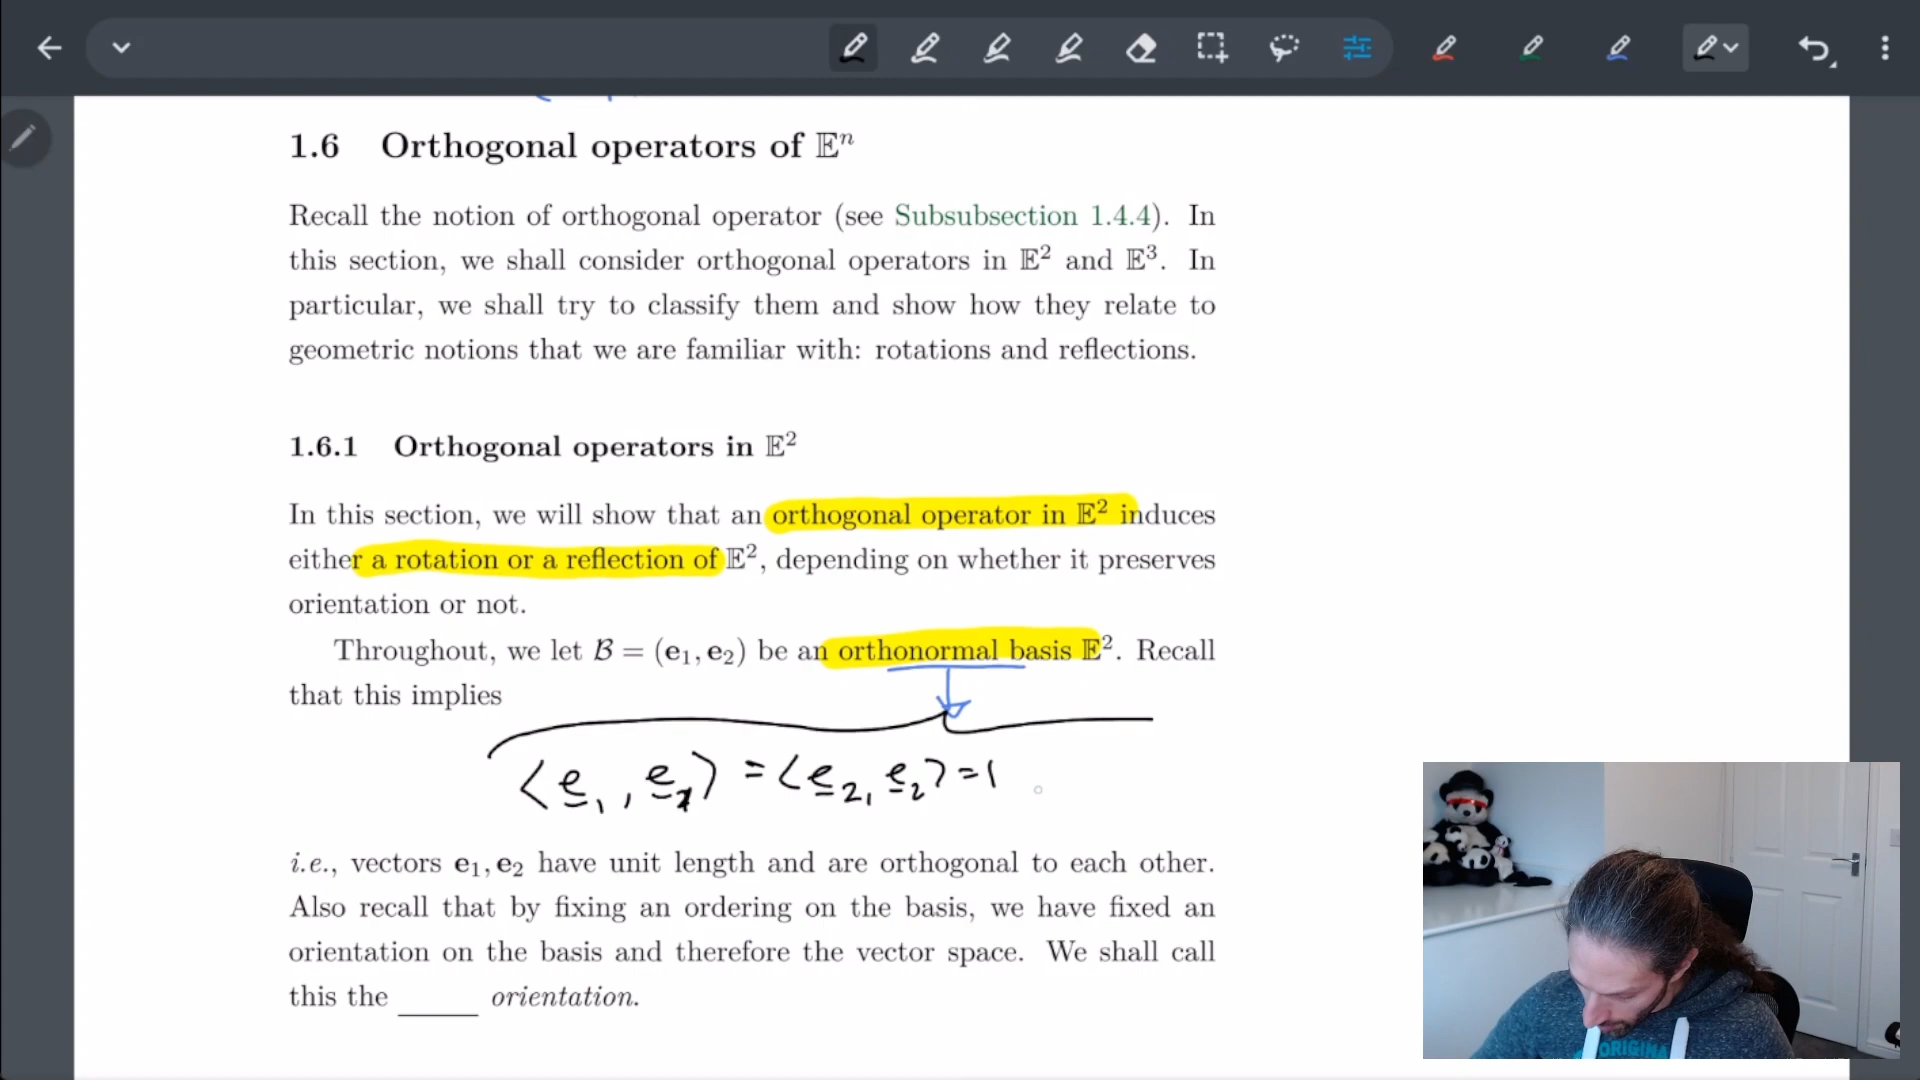 1.6 Orthogonal operators of 𝔼ⁿ
Recall the notion of orthogonal operator (see Subsubsection 1.4.4). In
this section, we shall consider orthogonal operators in 𝔼² and 𝔼³. In
particular, we shall try to classify them and show how they relate to
geometric notions that we are familiar with: rotations and reflections.
1.6.1 Orthogonal operators in 𝔼²
In this section, we will show that an orthogonal operator in 𝔼² induces
either a rotation or a reflection of 𝔼², depending on whether it preserves
orientation or not.
Throughout, we let ℬ = (e₁, e₂) be an orthonormal basis 𝔼². Recall
that this implies
⟨e₁, e₁⟩ = ⟨e₂, e₂⟩ = 1
i.e., vectors e₁, e₂ have unit length and are orthogonal to each other.
Also recall that by fixing an ordering on the basis, we have fixed an
orientation on the basis and therefore the vector space. We shall call
this the _____ orientation.
ORIGINA